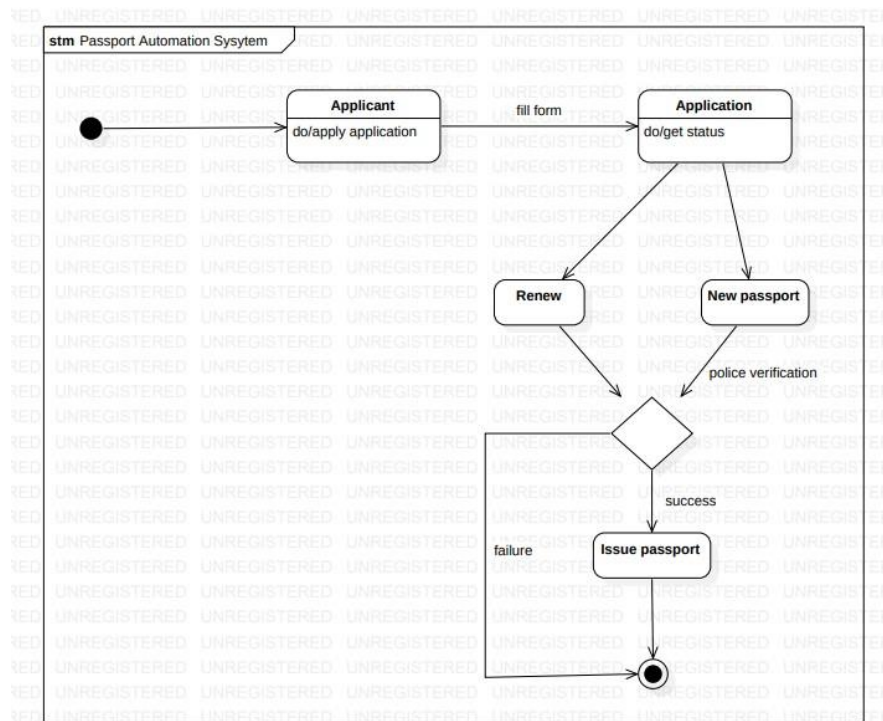 stm Passport Automation Sysytem
Applicant
do/apply application
fill form
Application
do/get status
Renew
New passport
police verification
success
failure
Issue passport
UNREGISTERED